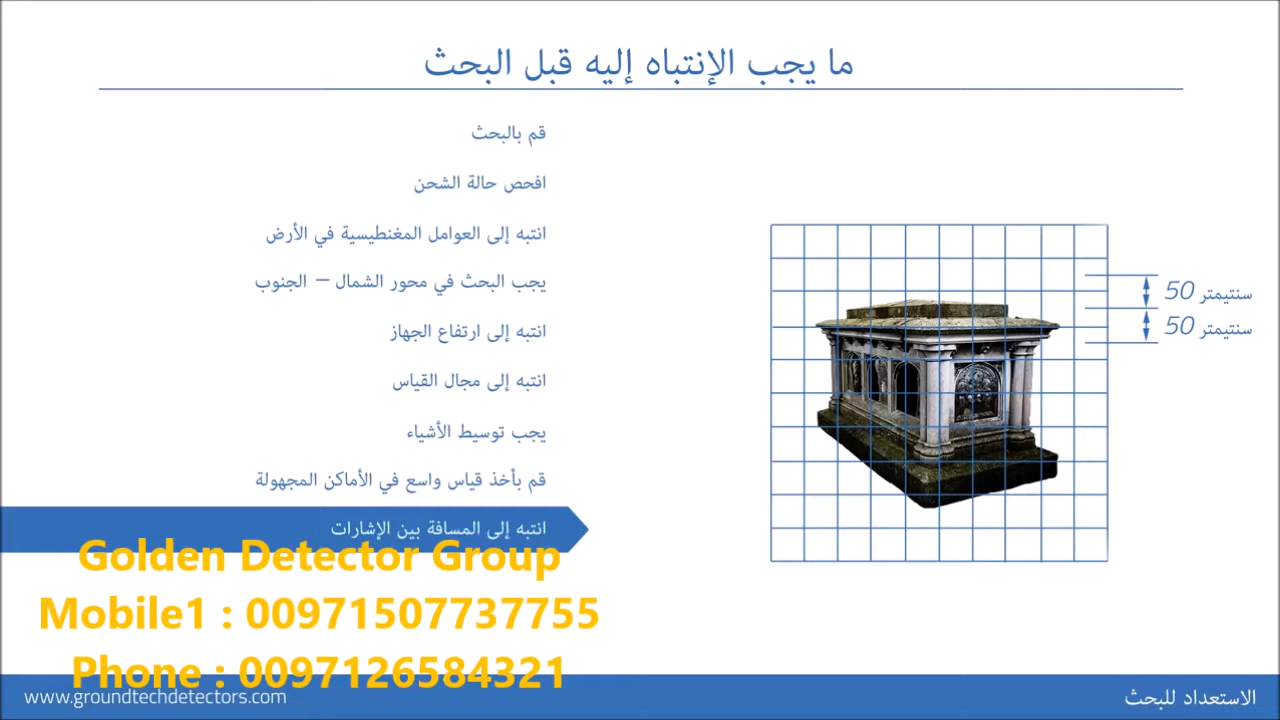 ما يجب الإنتباه إليه قبل البحث
قم بالبحث
افحص حالة الشحن
انتبه إلى العوامل المغنطيسية في الأرض
يجب البحث في محور الشمال – الجنوب
انتبه إلى ارتفاع الجهاز
انتبه إلى مجال القياس
يجب توسيط الأشياء
قم بأخذ قياس واسع في الأماكن المجهولة
انتبه إلى المسافة بين الإشارات
50 سنتيمتر
50 سنتيمتر
Golden Detector Group
Mobile1 : 00971507737755
Phone : 0097126584321
www.groundtechdetectors.com
الاستعداد للبحث